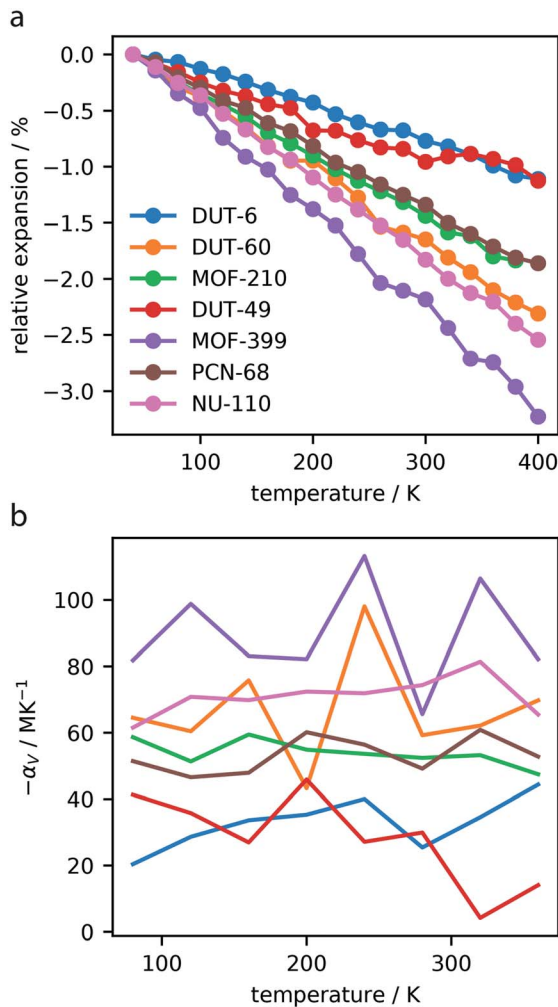 a
0.0
−0.5
−1.0
−1.5
−2.0
−2.5
−3.0
relative expansion / %
DUT-6
DUT-60
MOF-210
DUT-49
MOF-399
PCN-68
NU-110
100 200 300 400
temperature / K
b
100
80
60
40
20
0
−α_V / MK⁻¹
100 200 300
temperature / K